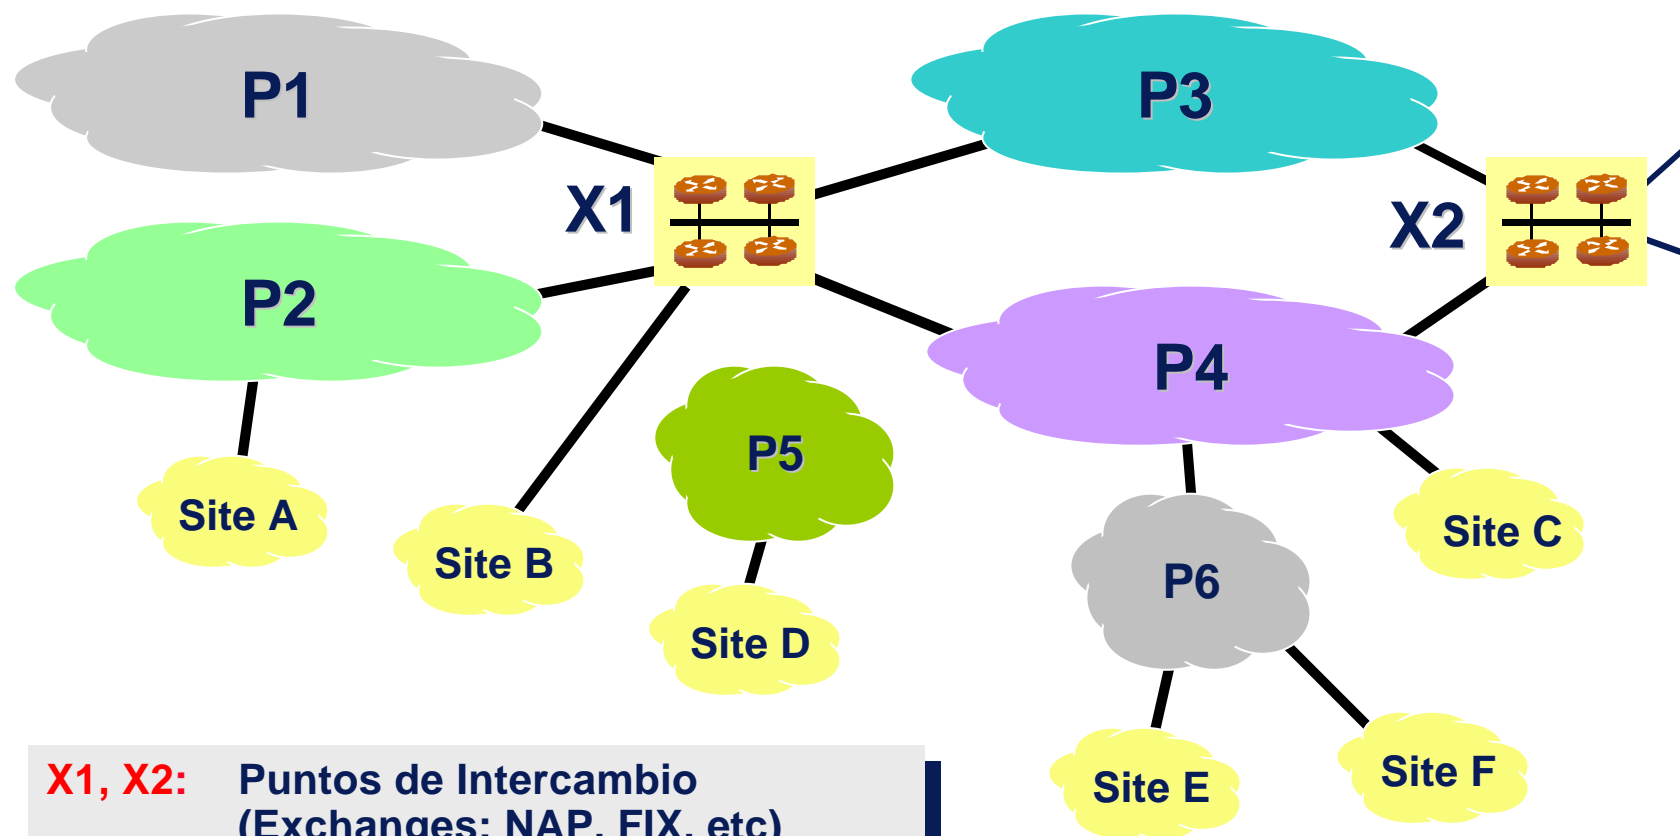 P1
P3
X1
X2
P2
P4
P5
Site A
Site B
Site C
P6
Site D
Site E
Site F
X1, X2: Puntos de Intercambio
(Exchanges: NAP, FIX, etc)